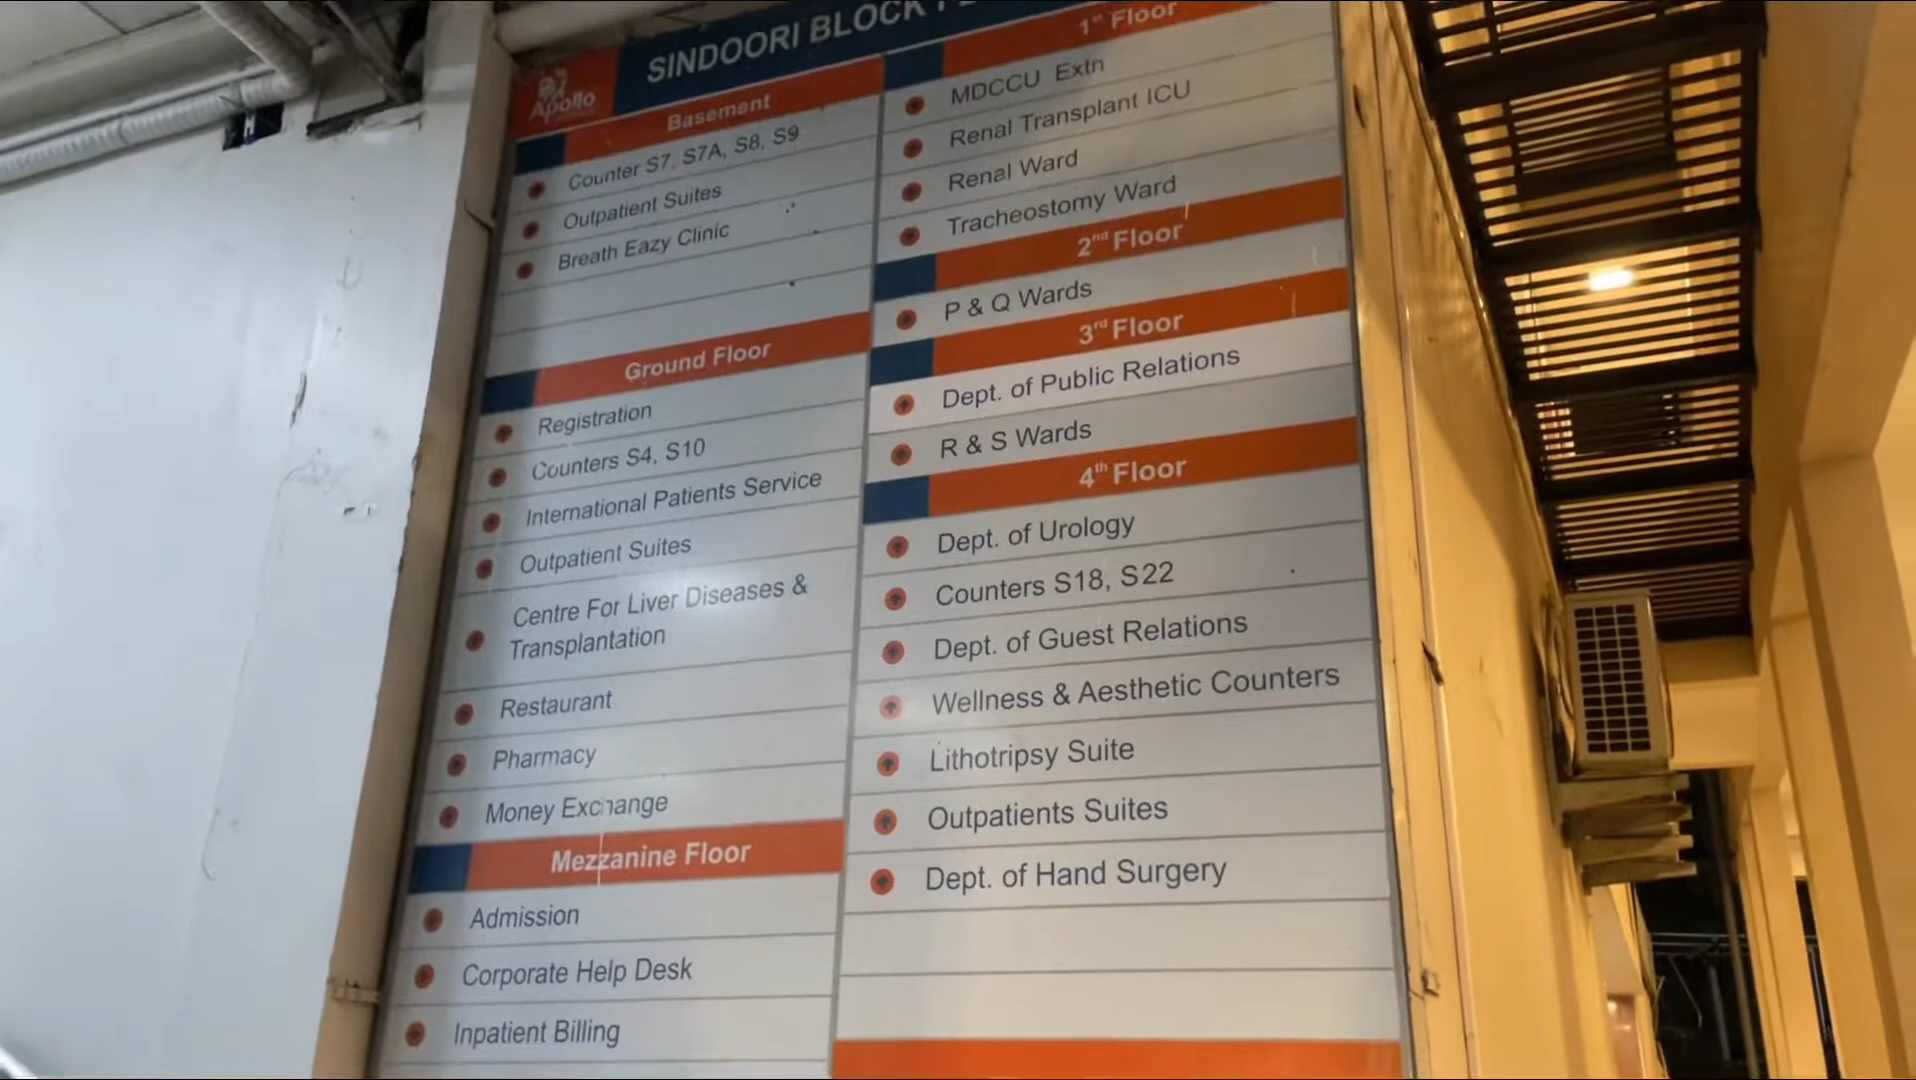 Apollo
SINDOORI BLOCK
Basement
Counter S7, S7A, S8, S9
Outpatient Suites
Breath Eazy Clinic
Ground Floor
Registration
Counters S4, S10
International Patients Service
Outpatient Suites
Centre For Liver Diseases &
Transplantation
Restaurant
Pharmacy
Money Exchange
Mezzanine Floor
Admission
Corporate Help Desk
Inpatient Billing
1st Floor
MDCCU Extn
Renal Transplant ICU
Renal Ward
Tracheostomy Ward
2nd Floor
P & Q Wards
3rd Floor
Dept. of Public Relations
R & S Wards
4th Floor
Dept. of Urology
Counters S18, S22
Dept. of Guest Relations
Wellness & Aesthetic Counters
Lithotripsy Suite
Outpatients Suites
Dept. of Hand Surgery